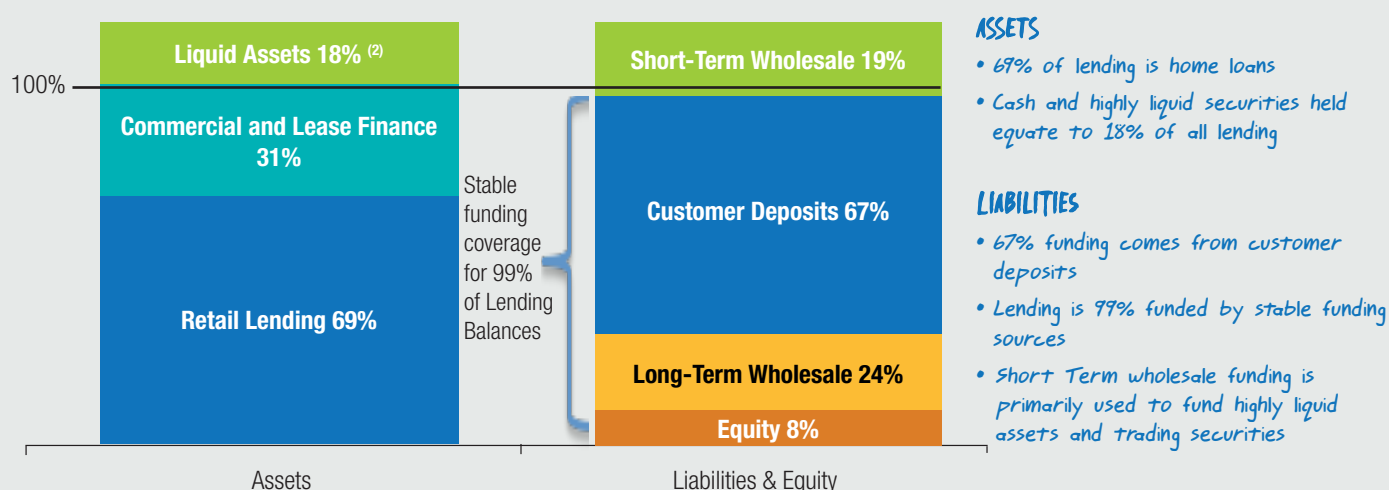 Liquid Assets 18% (2)
100%
Commercial and Lease Finance
31%
Retail Lending 69%
Stable
funding
coverage
for 99%
of Lending
Balances
Short-Term Wholesale 19%
Customer Deposits 67%
Long-Term Wholesale 24%
Equity 8%
Assets
Liabilities & Equity
ASSETS
• 69% of lending is home loans
• Cash and highly liquid securities held
equate to 18% of all lending
LIABILITIES
• 67% funding comes from customer
deposits
• Lending is 99% funded by stable funding
sources
• Short Term wholesale funding is
primarily used to fund highly liquid
assets and trading securities